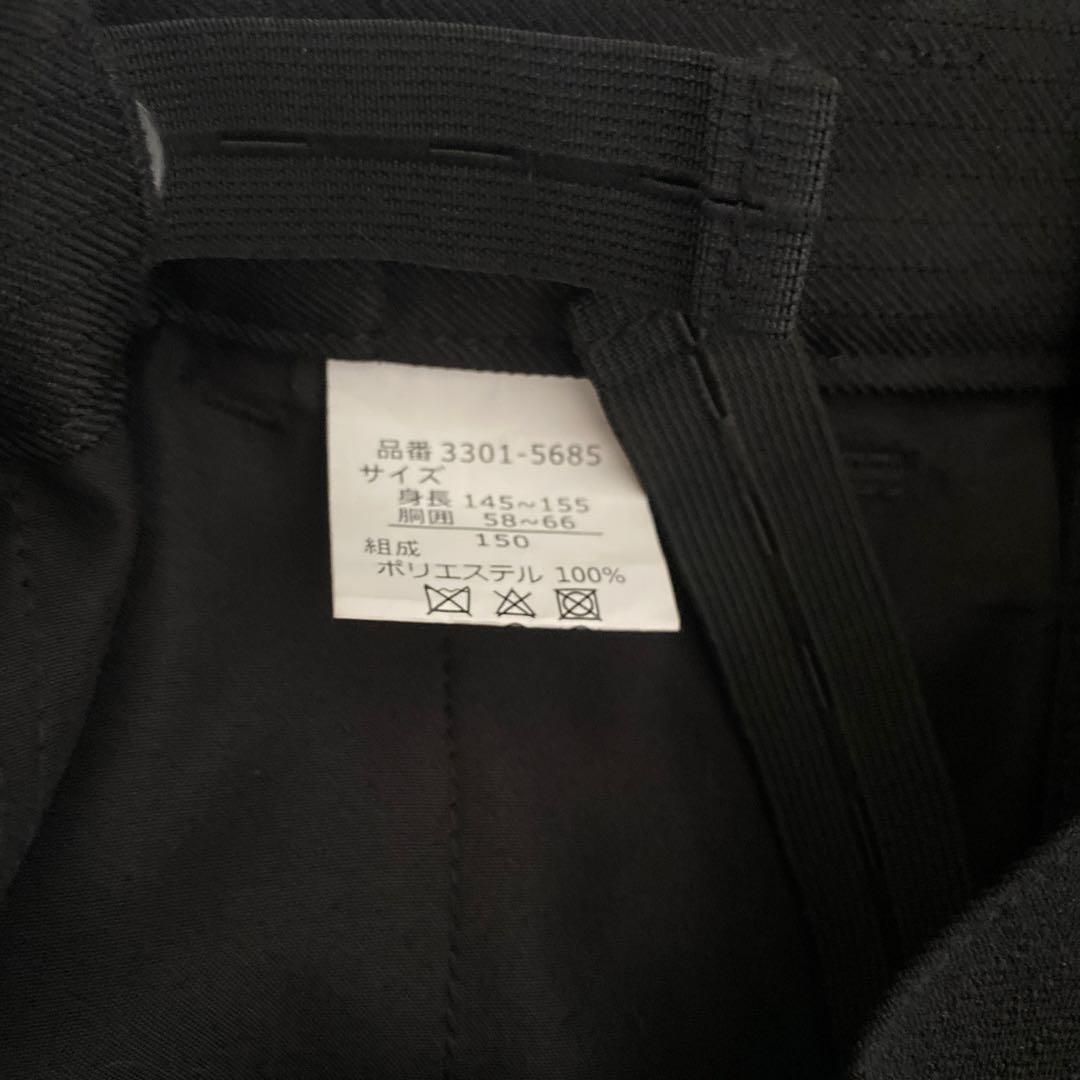 品番 3301-5685
サイズ
身長 145~155
胴囲 58~66
150
組成
ポリエステル 100%